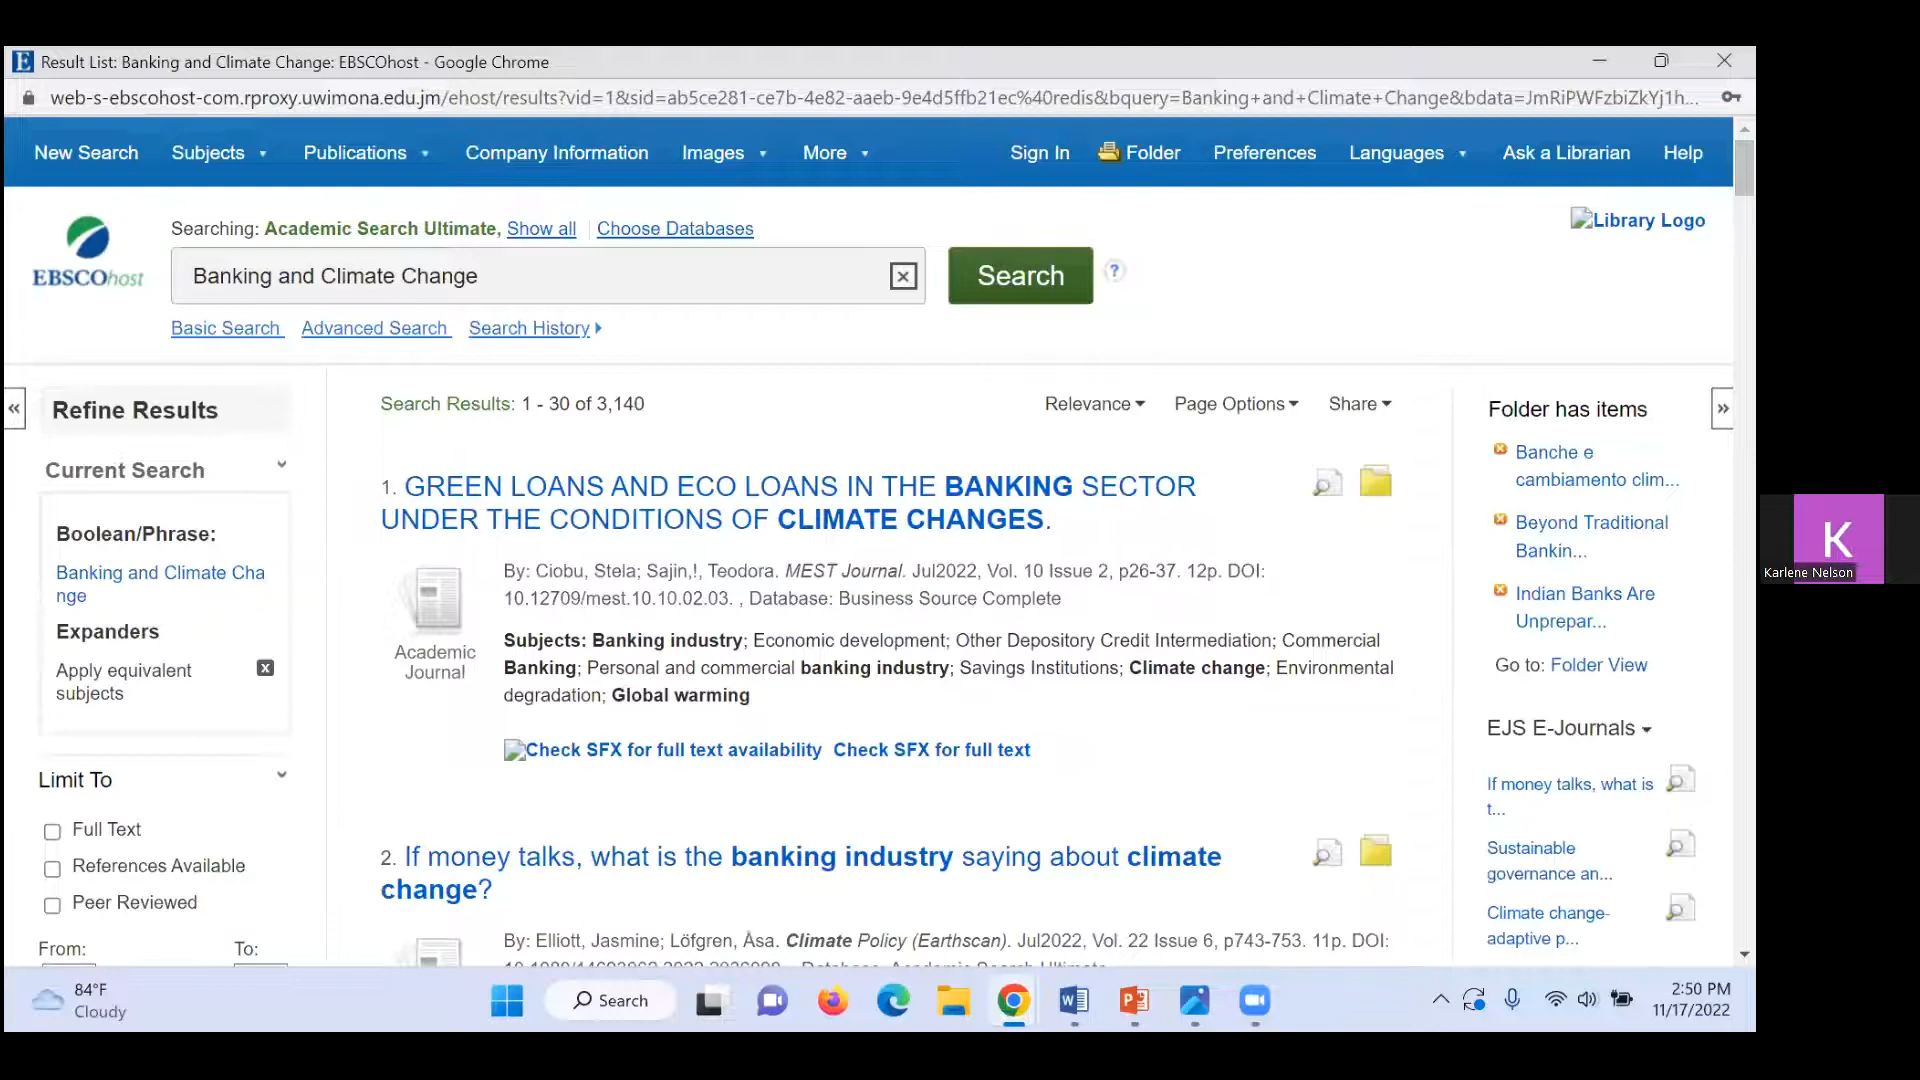 Result List: Banking and Climate Change: EBSCOhost - Google Chrome
web-s-ebscohost-com.rproxy.uwimona.edu.jm/ehost/results?vid=1&sid=ab5ce281-ce7b-4e82-aaeb-9e4d5ffb21ec%40redis&bquery=Banking+and+Climate+Change&bdata=JmRiPWFzbiZkYj1h...
New Search Subjects Publications Company Information Images More Sign In Folder Preferences Languages Ask a Librarian Help
Searching: Academic Search Ultimate, Show all Choose Databases
Library Logo
EBSCOhost
Banking and Climate Change
Search
?
Basic Search Advanced Search Search History
Refine Results
Current Search
Boolean/Phrase:
Banking and Climate Cha
nge
Expanders
Apply equivalent
subjects
Limit To
Full Text
References Available
Peer Reviewed
From: To:
Search Results: 1 - 30 of 3,140
Relevance Page Options Share
1. GREEN LOANS AND ECO LOANS IN THE BANKING SECTOR
UNDER THE CONDITIONS OF CLIMATE CHANGES.
Academic
Journal
By: Ciobu, Stela; Sajin,!, Teodora. MEST Journal. Jul2022, Vol. 10 Issue 2, p26-37. 12p. DOI:
10.12709/mest.10.10.02.03. , Database: Business Source Complete
Subjects: Banking industry; Economic development; Other Depository Credit Intermediation; Commercial
Banking; Personal and commercial banking industry; Savings Institutions; Climate change; Environmental
degradation; Global warming
Check SFX for full text availability Check SFX for full text
2. If money talks, what is the banking industry saying about climate
change?
By: Elliott, Jasmine; Löfgren, Åsa. Climate Policy (Earthscan). Jul2022, Vol. 22 Issue 6, p743-753. 11p. DOI:
Folder has items
Banche e
cambiamento clim...
Beyond Traditional
Bankin...
Indian Banks Are
Unprepar...
Go to: Folder View
EJS E-Journals
If money talks, what is
t...
Sustainable
governance an...
Climate change-
adaptive p...
K
Karlene Nelson
84°F
Cloudy
Search
2:50 PM
11/17/2022